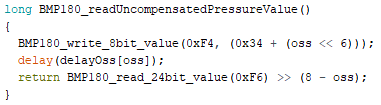 long BMP180_readUncompensatedPressureValue()
{
BMP180_write_8bit_value(0xF4, (0x34 + (oss << 6)));
delay(delayOss[oss]);
return BMP180_read_24bit_value(0xF6) >> (8 - oss);
}